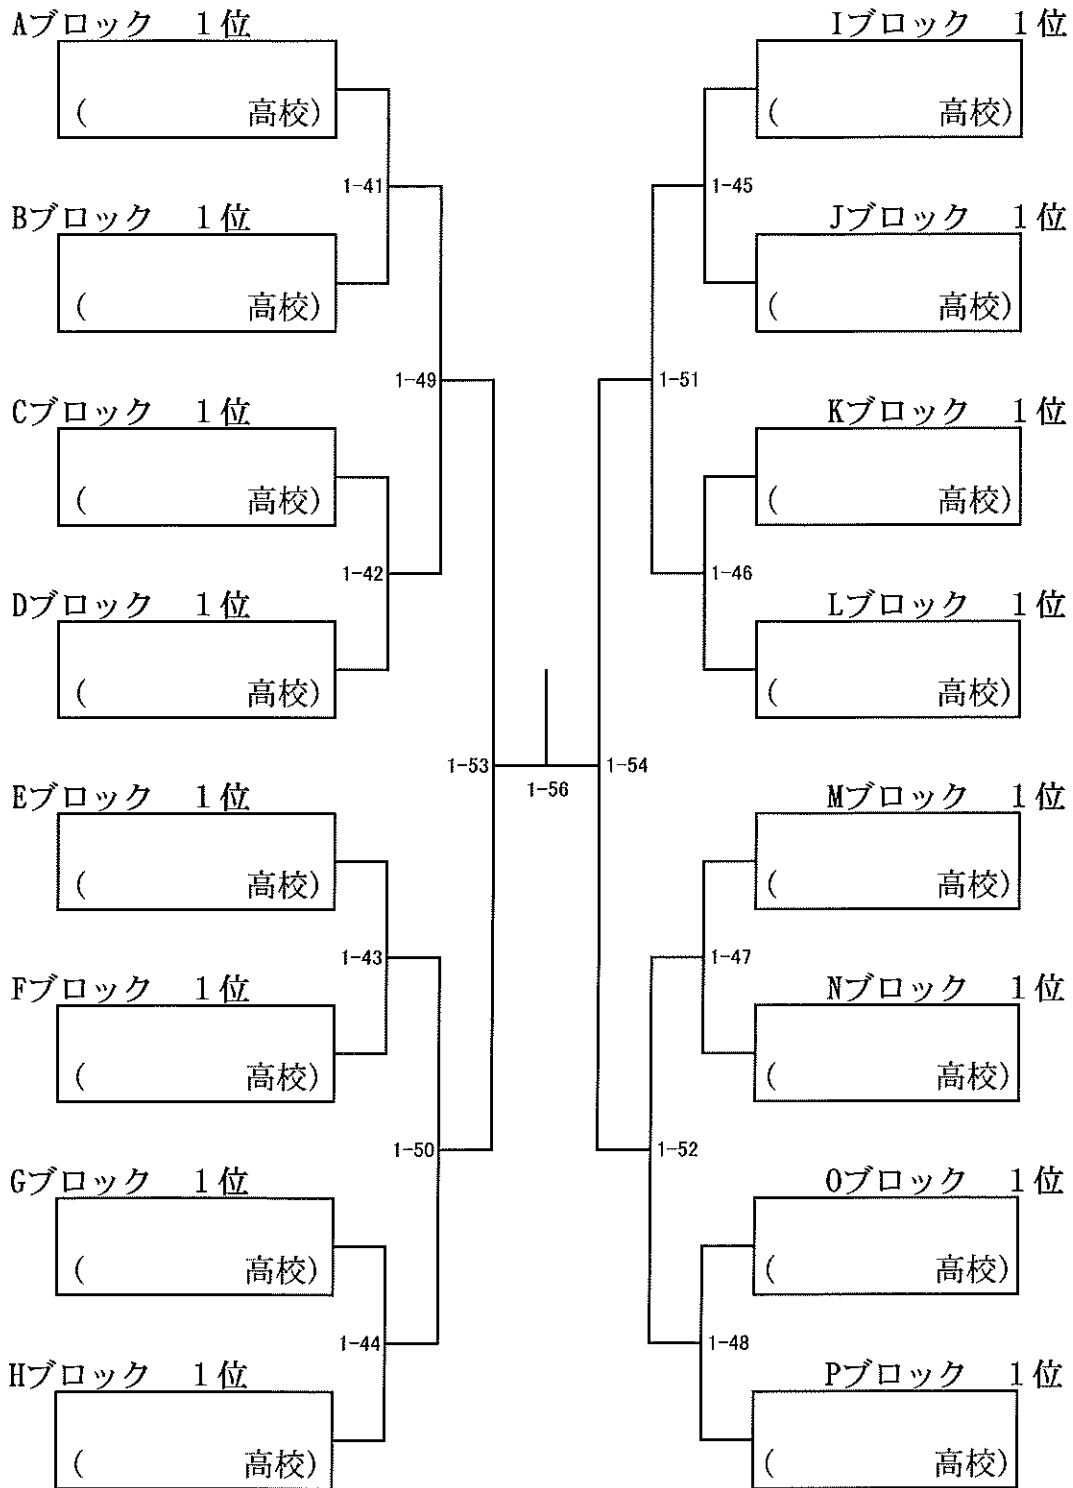 Aブロック　1位
(　　　　高校)
1-41
Bブロック　1位
(　　　　高校)
1-49
Cブロック　1位
(　　　　高校)
1-42
Dブロック　1位
(　　　　高校)
1-53
Eブロック　1位
(　　　　高校)
1-43
Fブロック　1位
(　　　　高校)
1-50
Gブロック　1位
(　　　　高校)
1-44
Hブロック　1位
(　　　　高校)
1-56
Iブロック　1位
(　　　　高校)
1-45
Jブロック　1位
(　　　　高校)
1-51
Kブロック　1位
(　　　　高校)
1-46
Lブロック　1位
(　　　　高校)
1-54
Mブロック　1位
(　　　　高校)
1-47
Nブロック　1位
(　　　　高校)
1-52
Oブロック　1位
(　　　　高校)
1-48
Pブロック　1位
(　　　　高校)